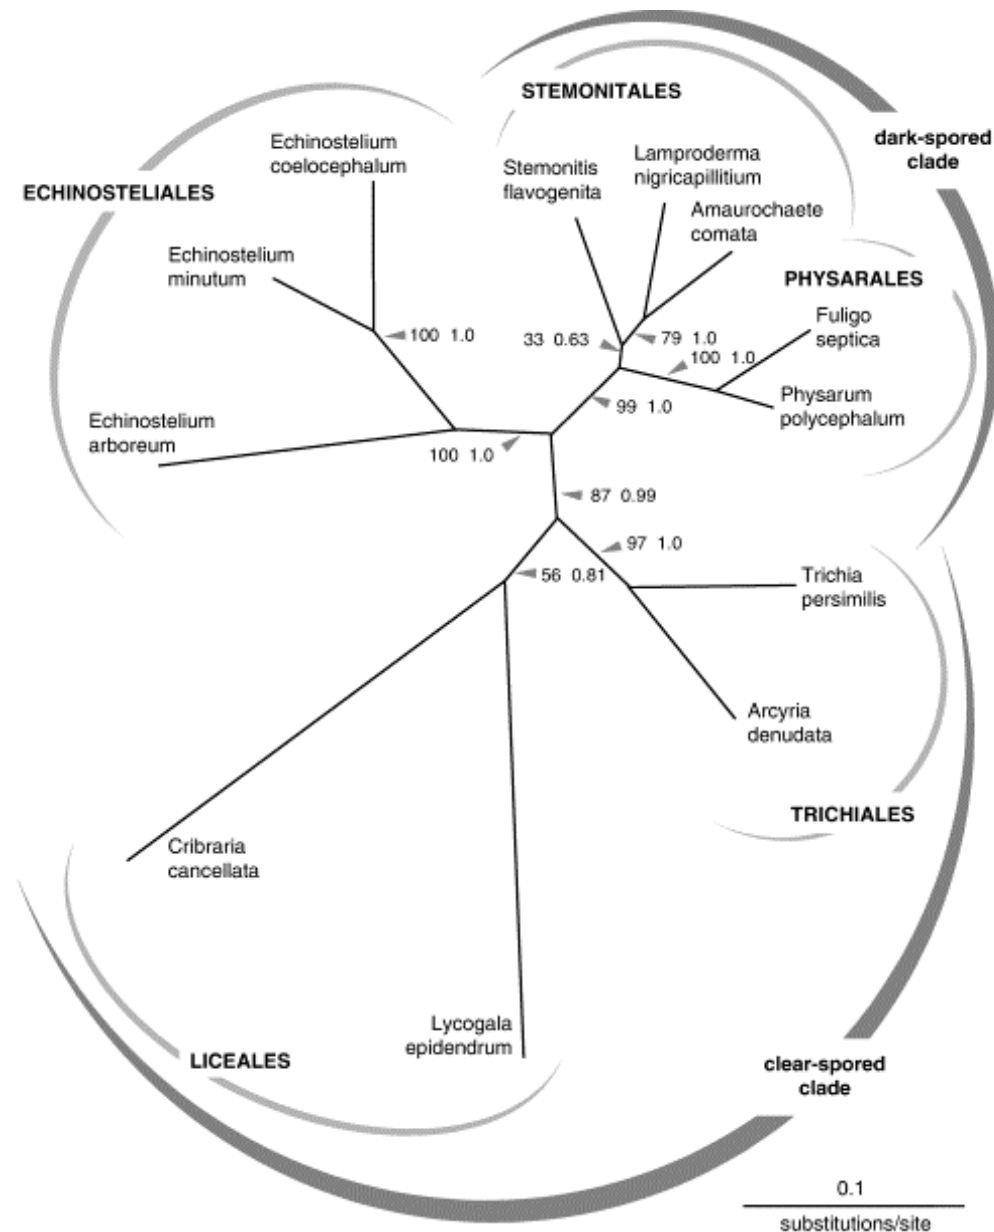 STEMONITALES
dark-spored
clade
Echinostelium
coelocephalum
Lamproderma
nigricapillitium
Stemonitis
flavogenita
ECHINOSTELIALES
Amaurochaete
comata
Echinostelium
minutum
PHYSARALES
Fuligo
septica
100 1.0
33 0.63
79 1.0
100 1.0
Physarum
polycephalum
99 1.0
Echinostelium
arboreum
100 1.0
87 0.99
97 1.0
56 0.81
Trichia
persimilis
Arcyria
denudata
TRICHIALES
Cribraria
cancellata
Lycogala
epidendrum
LICEALES
clear-spored
clade
0.1
substitutions/site